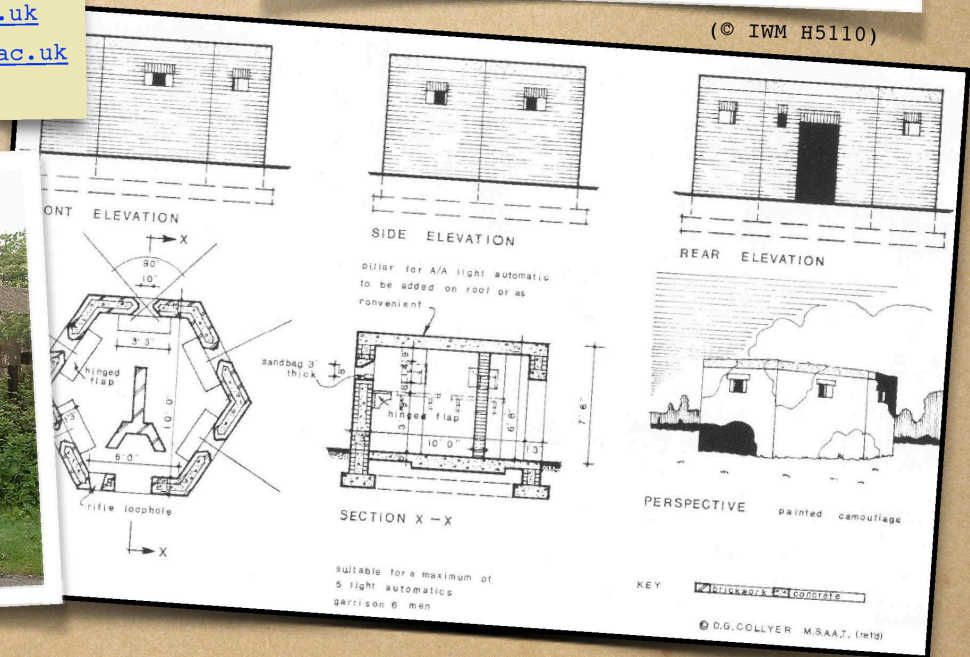 .uk
ac.uk
(© IWM H5110)
ONT ELEVATION
SIDE ELEVATION
REAR ELEVATION
X
90°
10"
3' 3"
hinged
flap
10' 0"
6' 0"
rifle loophole
X
pillar for A/A light automatic
to be added on roof or as
convenient
sandbag 3"
thick
8"
hinged flap
10' 0"
6' 8"
7' 6"
SECTION X - X
suitable for a maximum of
5 light automatics
garrison 6 men
PERSPECTIVE painted camouflage
KEY brickwork concrete
© D.G. COLLYER M.S.A.A.T. (ret'd)